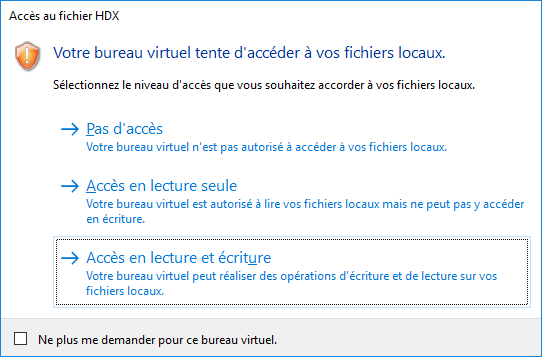 Accès au fichier HDX
Votre bureau virtuel tente d'accéder à vos fichiers locaux.
Sélectionnez le niveau d'accès que vous souhaitez accorder à vos fichiers locaux.
Pas d'accès
Votre bureau virtuel n'est pas autorisé à accéder à vos fichiers locaux.
Accès en lecture seule
Votre bureau virtuel est autorisé à lire vos fichiers locaux mais ne peut pas y accéder
en écriture.
Accès en lecture et écriture
Votre bureau virtuel peut réaliser des opérations d'écriture et de lecture sur vos
fichiers locaux.
Ne plus me demander pour ce bureau virtuel.